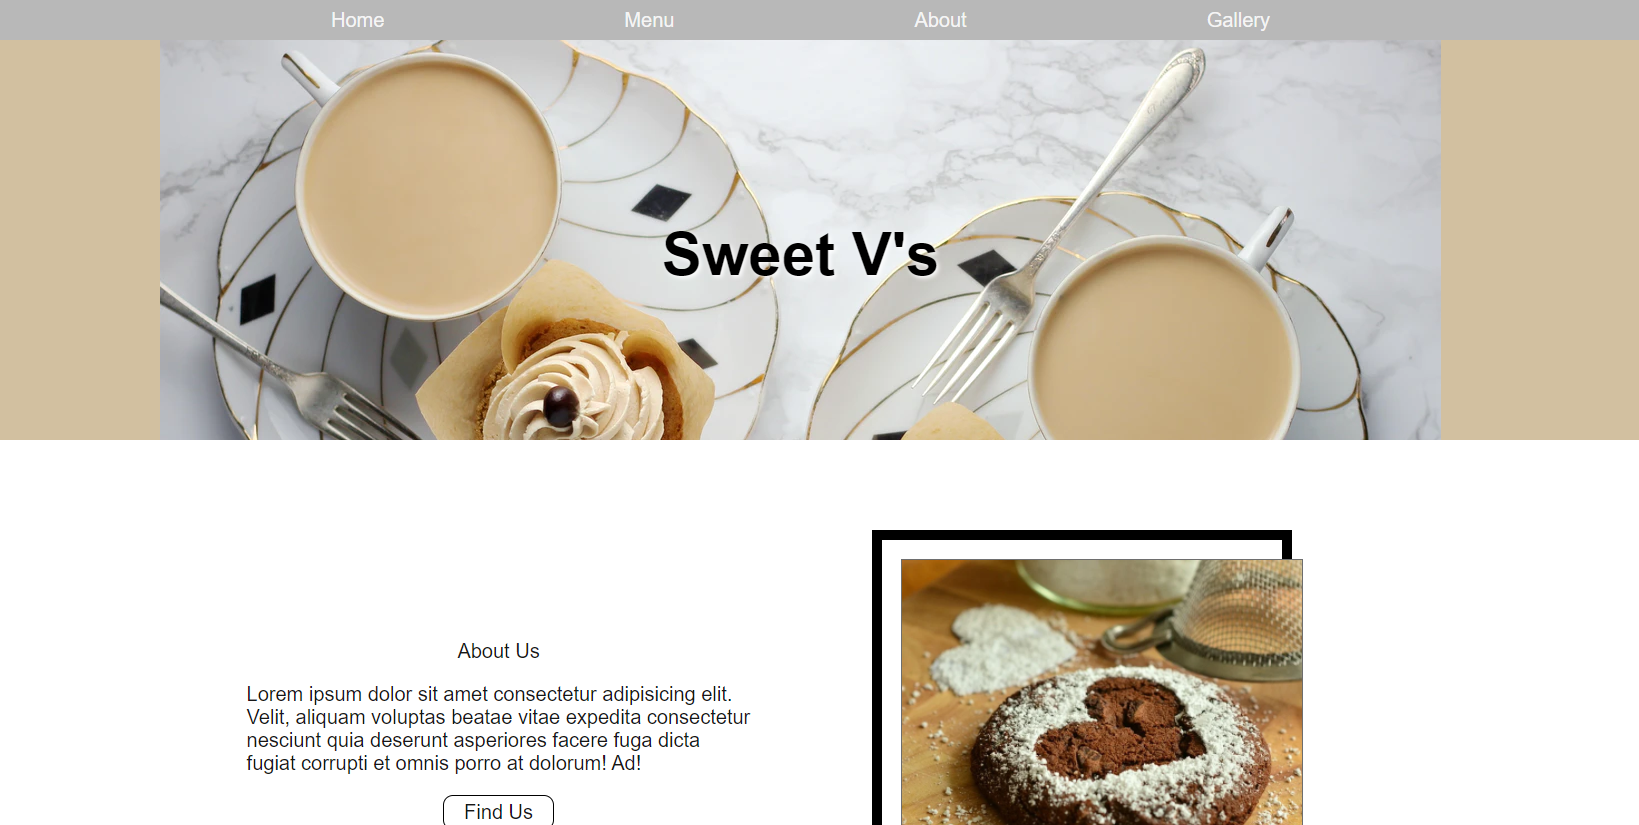 Home Menu About Gallery
Sweet V's
About Us
Lorem ipsum dolor sit amet consectetur adipisicing elit.
Velit, aliquam voluptas beatae vitae expedita consectetur
nesciunt quia deserunt asperiores facere fuga dicta
fugiat corrupti et omnis porro at dolorum! Ad!
Find Us